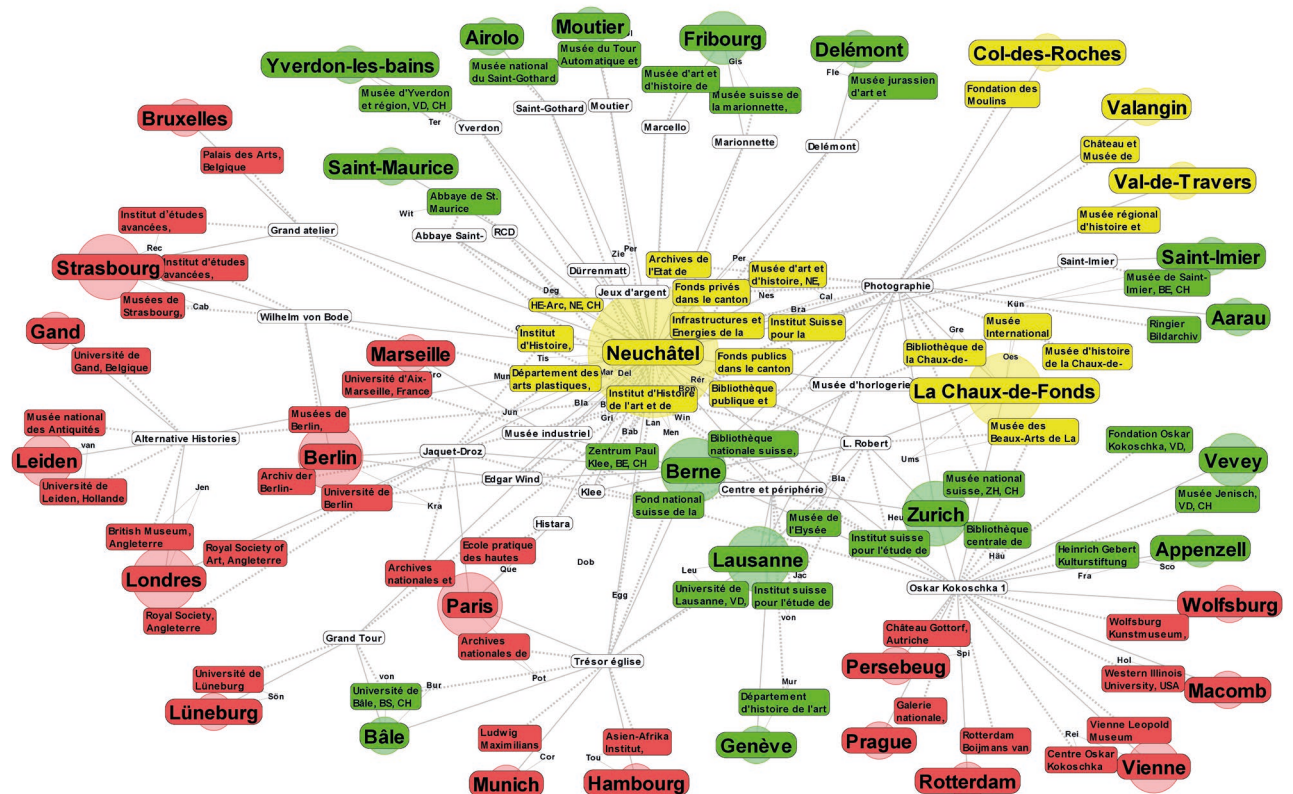 Airolo
Moutier
Fribourg
Delémont
Col-des-Roches
Yverdon-les-bains
Musée national
du Saint-Gothard
Musée du Tour
Automatique et
Musée d'art et
d'histoire de
Gis
Musée suisse de
la marionnette,
Fle
Musée jurassien
d'art et
Fondation des
Moulins
Valangin
Bruxelles
Musée d'Yverdon
et région, VD, CH
Ter
Yverdon
Saint-Gothard
Moutier
Marcello
Marionnette
Delémont
Château et
Musée de
Palais des Arts,
Belgique
Saint-Maurice
Val-de-Travers
Abbaye de St.
Maurice
Wit
Abbaye Saint-
RCD
Institut d'études
avancées,
Grand atelier
Rec
Musée régional
d'histoire et
Saint-Imier
Saint-Imier
Strasbourg
Institut d'études
avancées,
Zie
Per
Dürrenmatt
Archives de
l'Etat de
Per
Musée d'art et
d'histoire, NE,
Musée de Saint-
Imier, BE, CH
Musées de
Strasbourg,
Cab
Deg
HE-Arc, NE, CH
Jeux d'argent
Fonds privés
dans le canton
Nes
Bra
Cal
Photographie
Kün
Aarau
Gand
Wilhelm von Bode
Institut
d'Histoire,
Infrastructures et
Energies de la
Institut Suisse
pour la
Gre
Musée
International
Ringier
Bildarchiv
Université de
Gand, Belgique
Marseille
Tis
Neuchâtel
Fonds publics
dans le canton
Bibliothèque de
la Chaux-de-
Oes
Musée d'histoire
de la Chaux-de-
Université d'Aix-
Marseille, France
Mun
Département des
arts plastiques,
Mar
Del
Rér
Bon
Bibliothèque
publique et
Musée d'horlogerie
La Chaux-de-Fonds
Musée national
des Antiquités
Musées de
Berlin,
Jun
Bla
Gri
Institut d'Histoire
de l'art et de
Lan
Win
Alternative Histories
Musée industriel
Bab
Men
Bibliothèque
nationale suisse,
L. Robert
Musée des
Beaux-Arts de La
Fondation Oskar
Kokoschka, VD,
van
Leiden
Berlin
Jaquet-Droz
Zentrum Paul
Klee, BE, CH
Berne
Ums
Vevey
Archiv der
Berlin-
Edgar Wind
Klee
Centre et périphérie
Bla
Musée national
suisse, ZH, CH
Université de
Leiden, Hollande
Jen
Université de
Berlin
Kra
Fond national
suisse de la
Musée de
l'Elysée
Heu
Zurich
Musée Jenisch,
VD, CH
British Museum,
Angleterre
Royal Society of
Art, Angleterre
Histara
Ecole pratique
des hautes
Que
Institut suisse
pour l'étude de
Bibliothèque
centrale de
Häu
Heinrich Gebert
Kulturstiftung
Appenzell
Sco
Fra
Londres
Archives
nationales et
Dob
Lausanne
Leu
Jac
Oskar Kokoschka 1
Royal Society,
Angleterre
Paris
Egg
Université de
Lausanne, VD,
Institut suisse
pour l'étude de
von
Wolfsburg
Grand Tour
Archives
nationales de
Château Gottorf,
Autriche
Spi
Wolfsburg
Kunstmuseum,
Université de
Lüneburg
Sön
von
Bur
Pot
Trésor église
Persebeug
Hol
Western Illinois
University, USA
Macomb
Lüneburg
Université de
Bâle, BS, CH
Mur
Département
d'histoire de l'art
Galerie
nationale,
Vienne Leopold
Museum
Bâle
Ludwig
Maximilians
Asien-Afrika
Institut,
Genève
Prague
Rotterdam
Boijmans van
Rei
Centre Oskar
Kokoschka
Cor
Tou
Munich
Hambourg
Rotterdam
Vienne